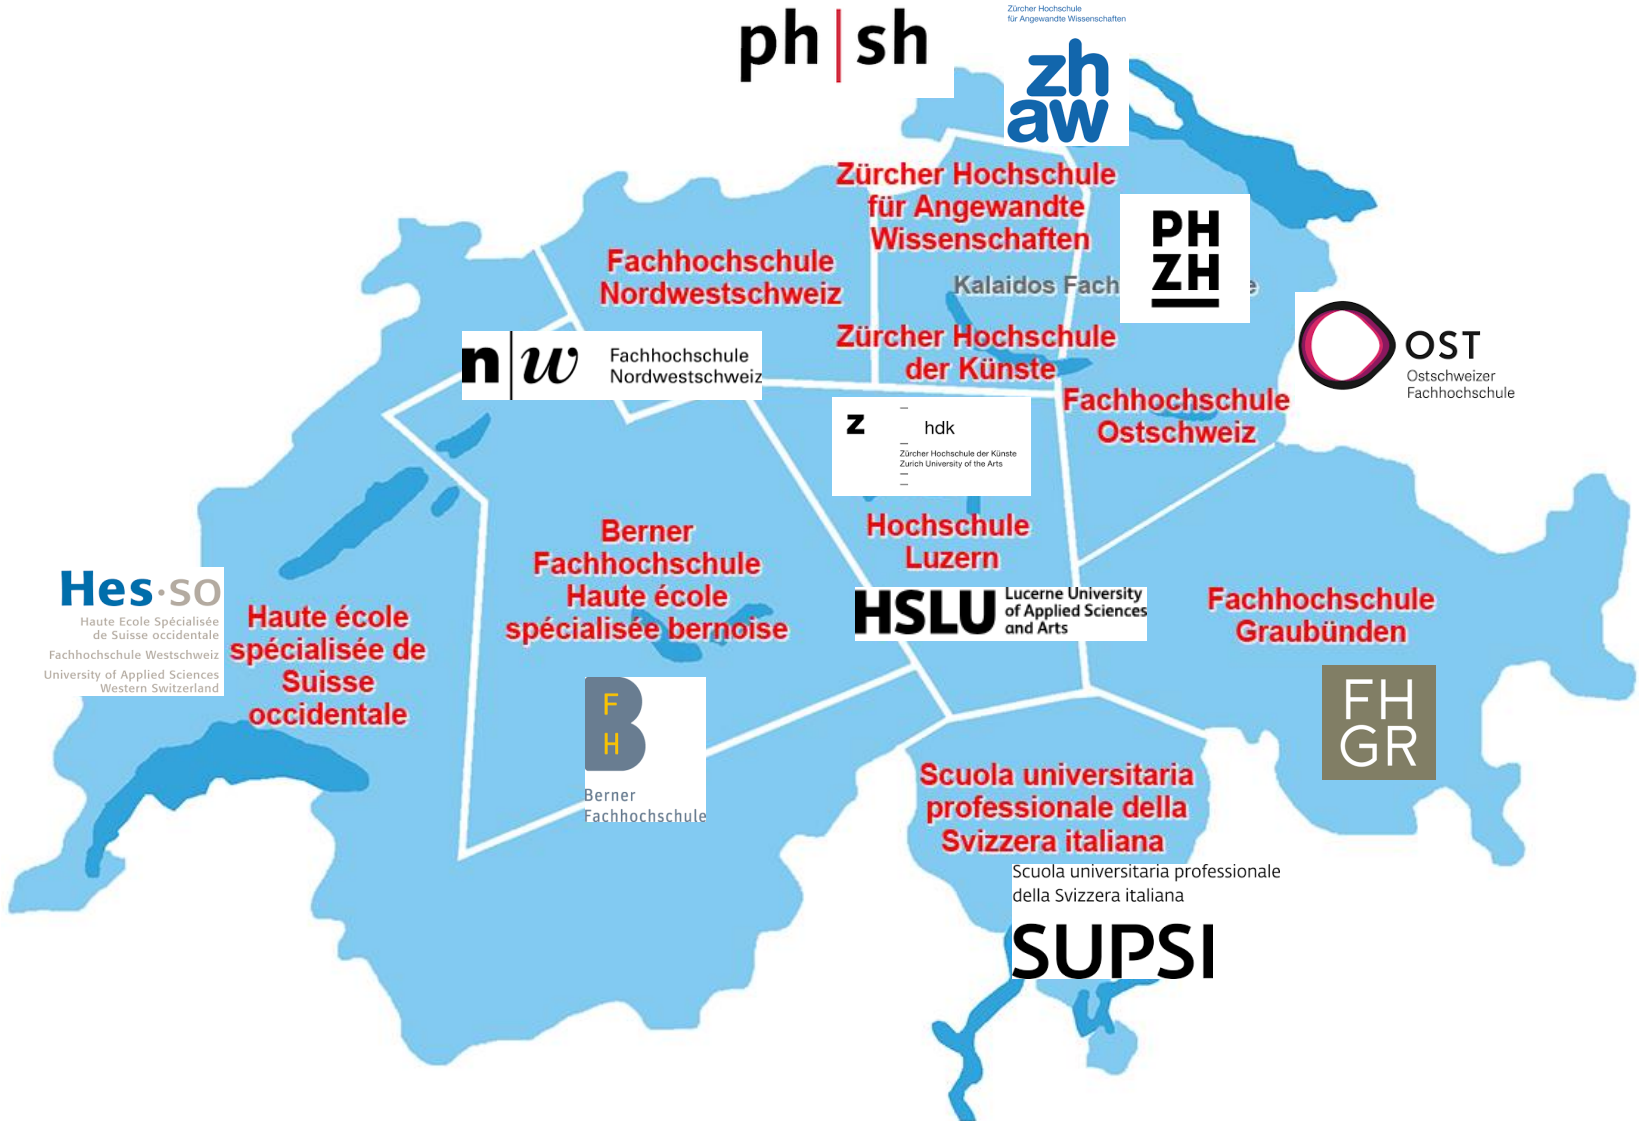 Zürcher Hochschule
für Angewandte Wissenschaften
ph|sh
zh
aw
Zürcher Hochschule
für Angewandte
Wissenschaften
PH
ZH
Fachhochschule
Nordwestschweiz
Kalaidos Fach
Zürcher Hochschule
der Künste
n|w Fachhochschule
Nordwestschweiz
OST
Ostschweizer
Fachhochschule
Fachhochschule
Ostschweiz
z hdk
Zürcher Hochschule der Künste
Zurich University of the Arts
Hochschule
Luzern
Berner
Fachhochschule
Haute école
spécialisée bernoise
HSLU Lucerne University
of Applied Sciences
and Arts
Hes·so
Haute Ecole Spécialisée
de Suisse occidentale
Fachhochschule Westschweiz
University of Applied Sciences
Western Switzerland
Haute école
spécialisée de
Suisse
occidentale
Fachhochschule
Graubünden
FH
GR
F
H
Berner
Fachhochschule
Scuola universitaria
professionale della
Svizzera italiana
Scuola universitaria professionale
della Svizzera italiana
SUPSI